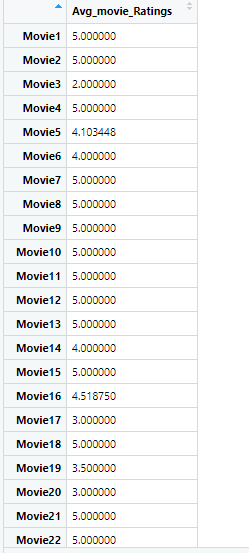 Avg_movie_Ratings
Movie1 5.000000
Movie2 5.000000
Movie3 2.000000
Movie4 5.000000
Movie5 4.103448
Movie6 4.000000
Movie7 5.000000
Movie8 5.000000
Movie9 5.000000
Movie10 5.000000
Movie11 5.000000
Movie12 5.000000
Movie13 5.000000
Movie14 4.000000
Movie15 5.000000
Movie16 4.518750
Movie17 3.000000
Movie18 5.000000
Movie19 3.500000
Movie20 3.000000
Movie21 5.000000
Movie22 5.000000